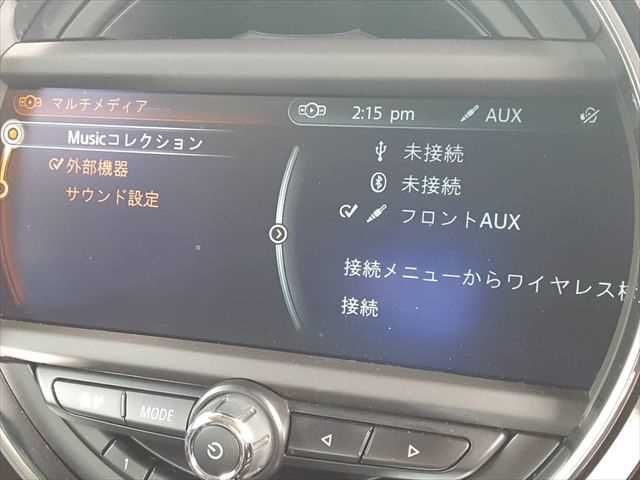 マルチメディア
2:15 pm
AUX
Musicコレクション
外部機器
サウンド設定
未接続
未接続
フロントAUX
接続メニューからワイヤレス
接続
MODE
1